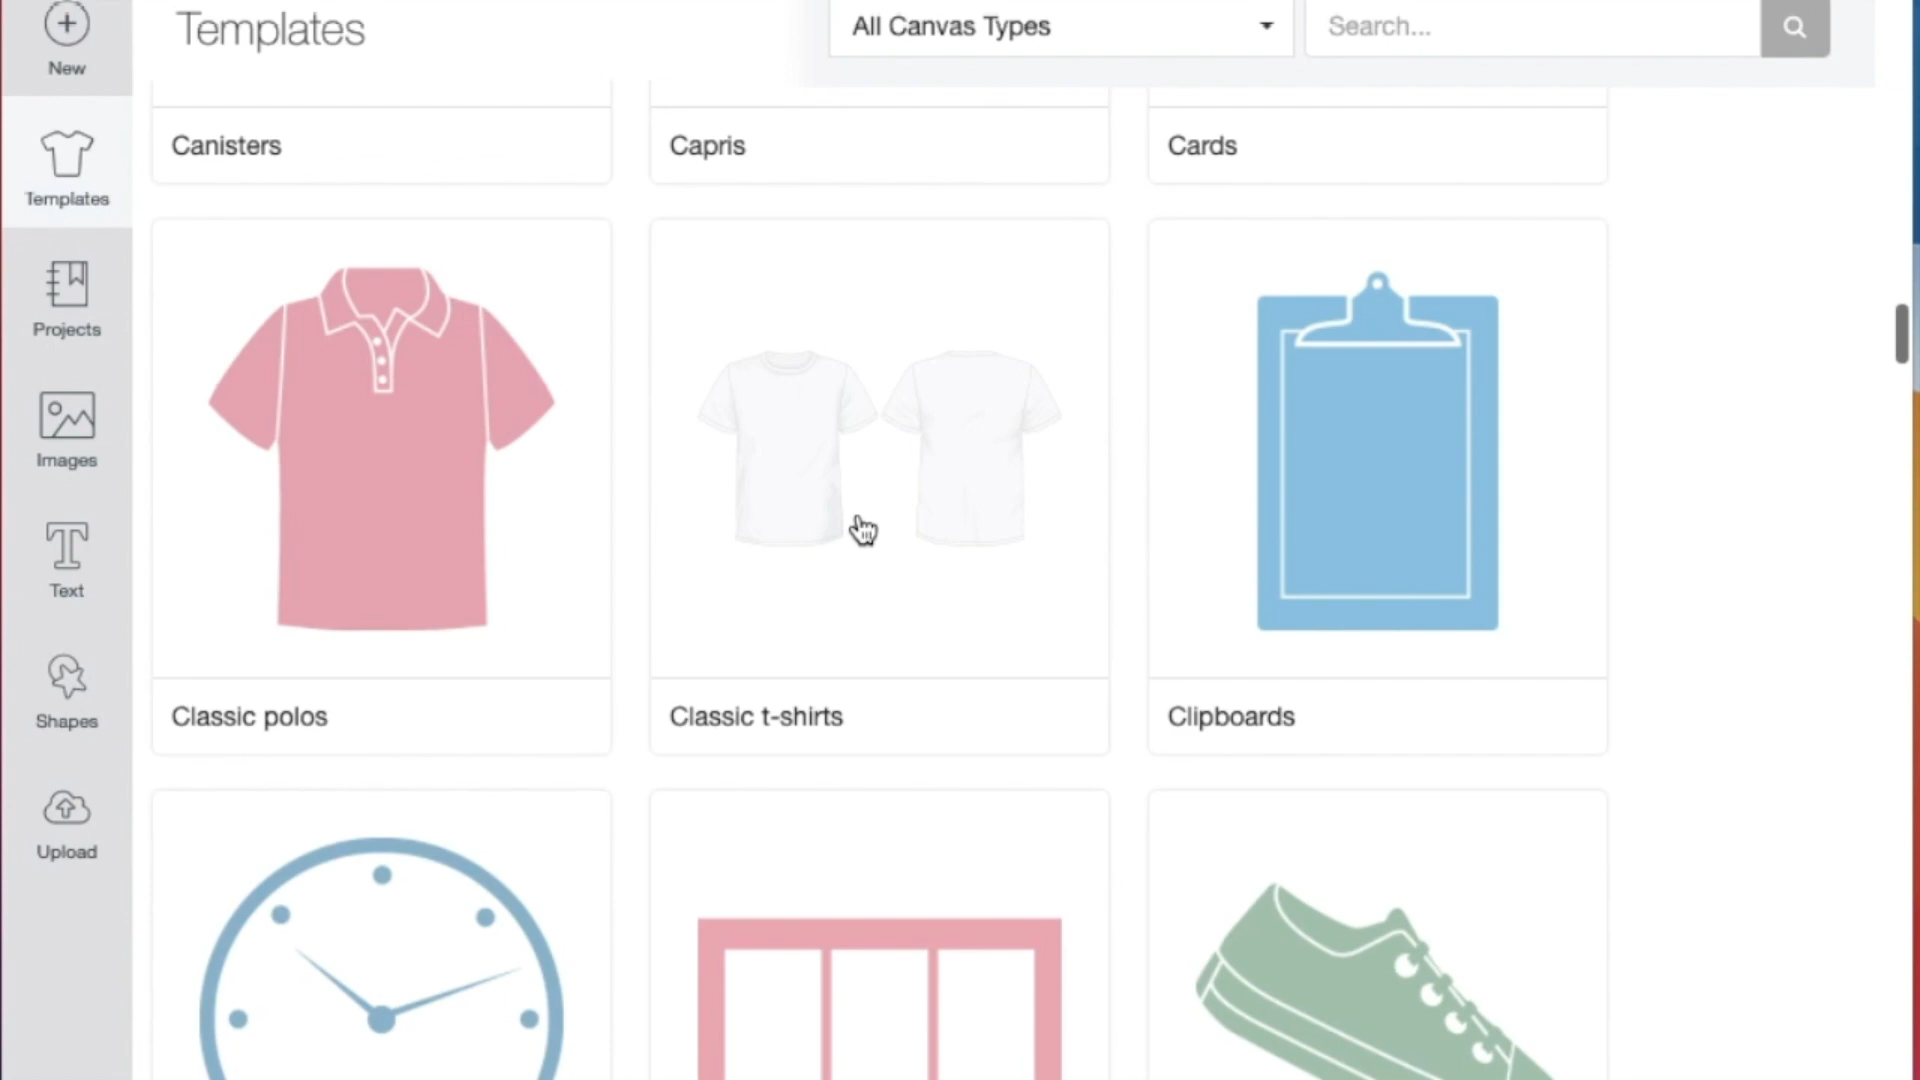 Templates
All Canvas Types
Search...
New
Templates
Projects
Images
Text
Shapes
Upload
Canisters
Capris
Cards
Classic polos
Classic t-shirts
Clipboards